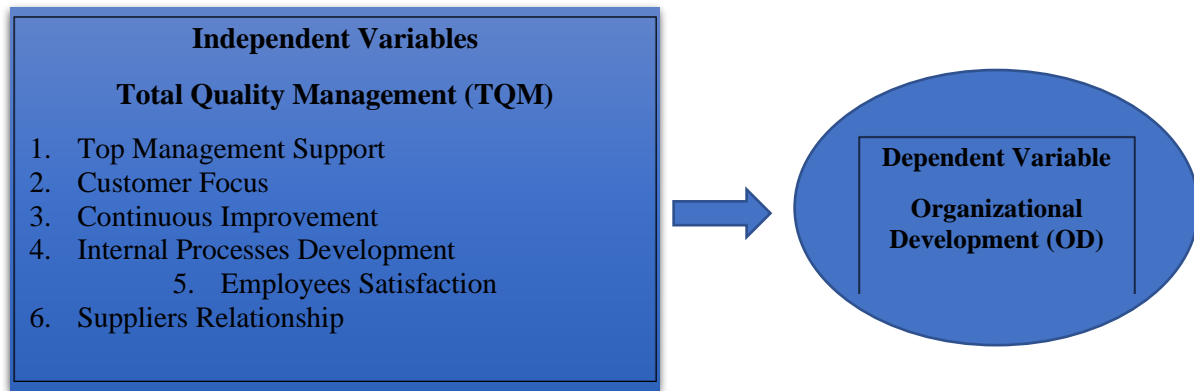 Independent Variables
Total Quality Management (TQM)
1. Top Management Support
2. Customer Focus
3. Continuous Improvement
4. Internal Processes Development
5. Employees Satisfaction
6. Suppliers Relationship
Dependent Variable
Organizational
Development (OD)